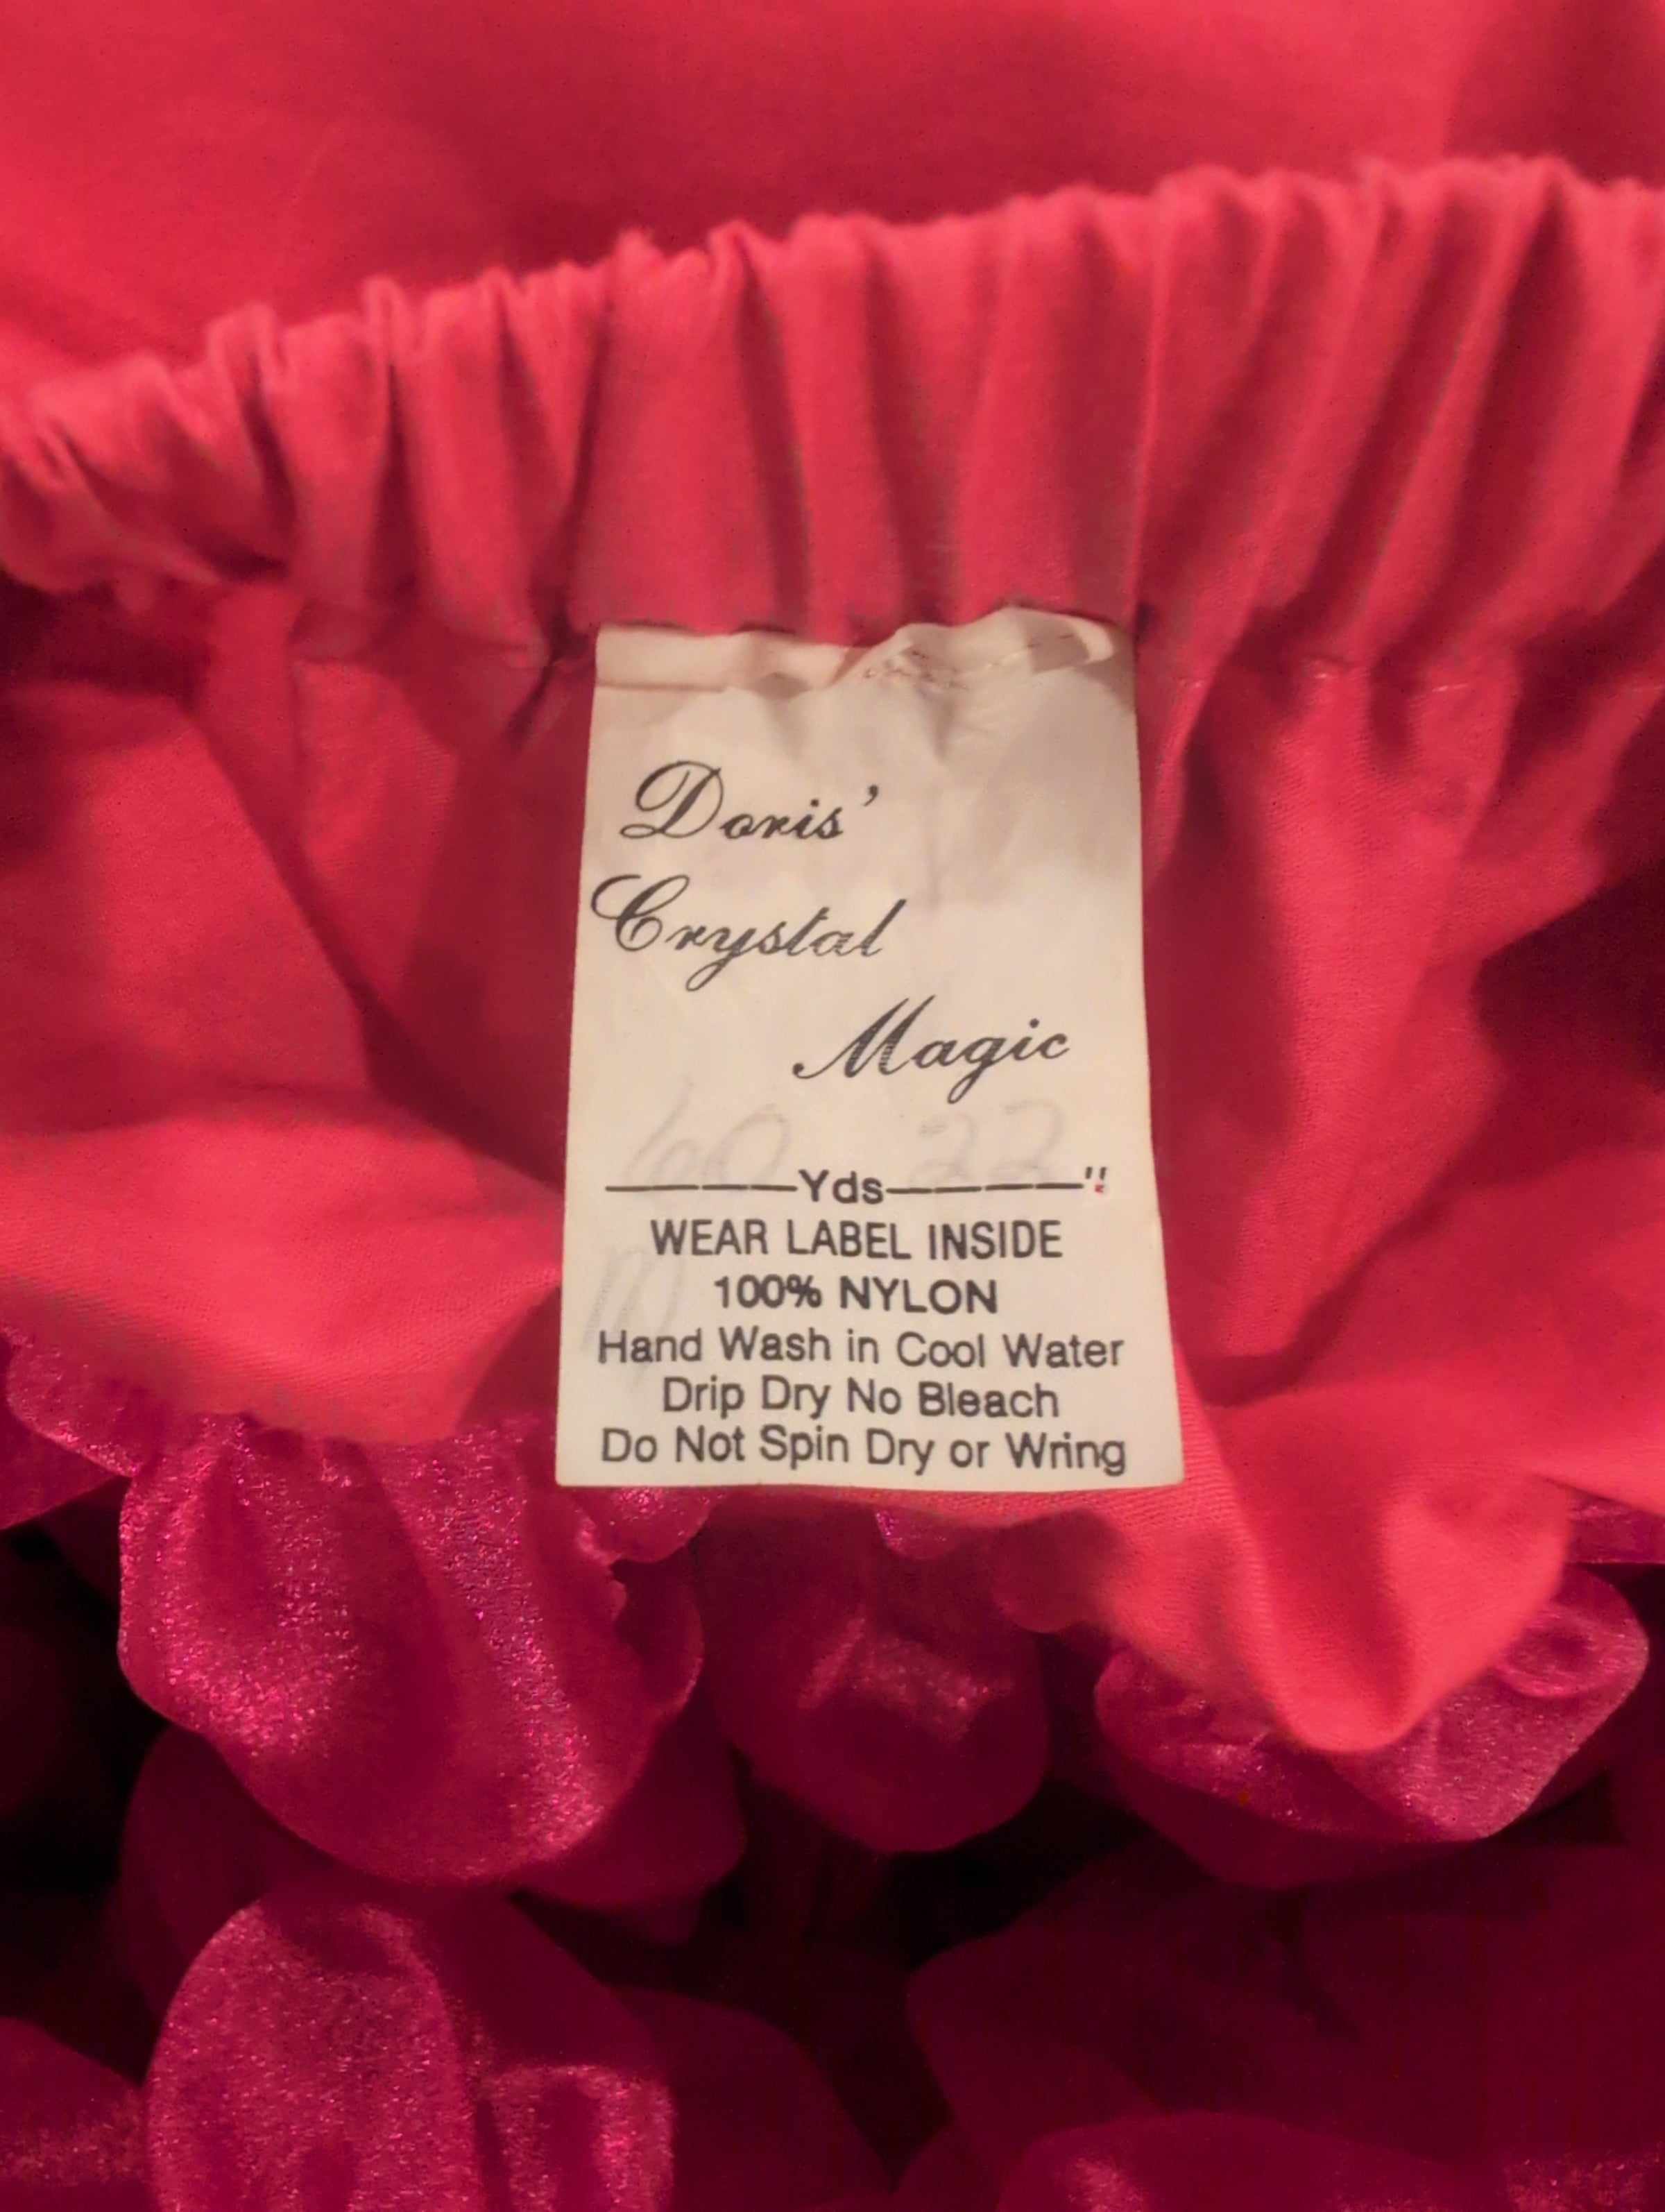 Doris'
Crystal
Magic
60 22
————Yds————"
WEAR LABEL INSIDE
100% NYLON
M
Hand Wash in Cool Water
Drip Dry No Bleach
Do Not Spin Dry or Wring